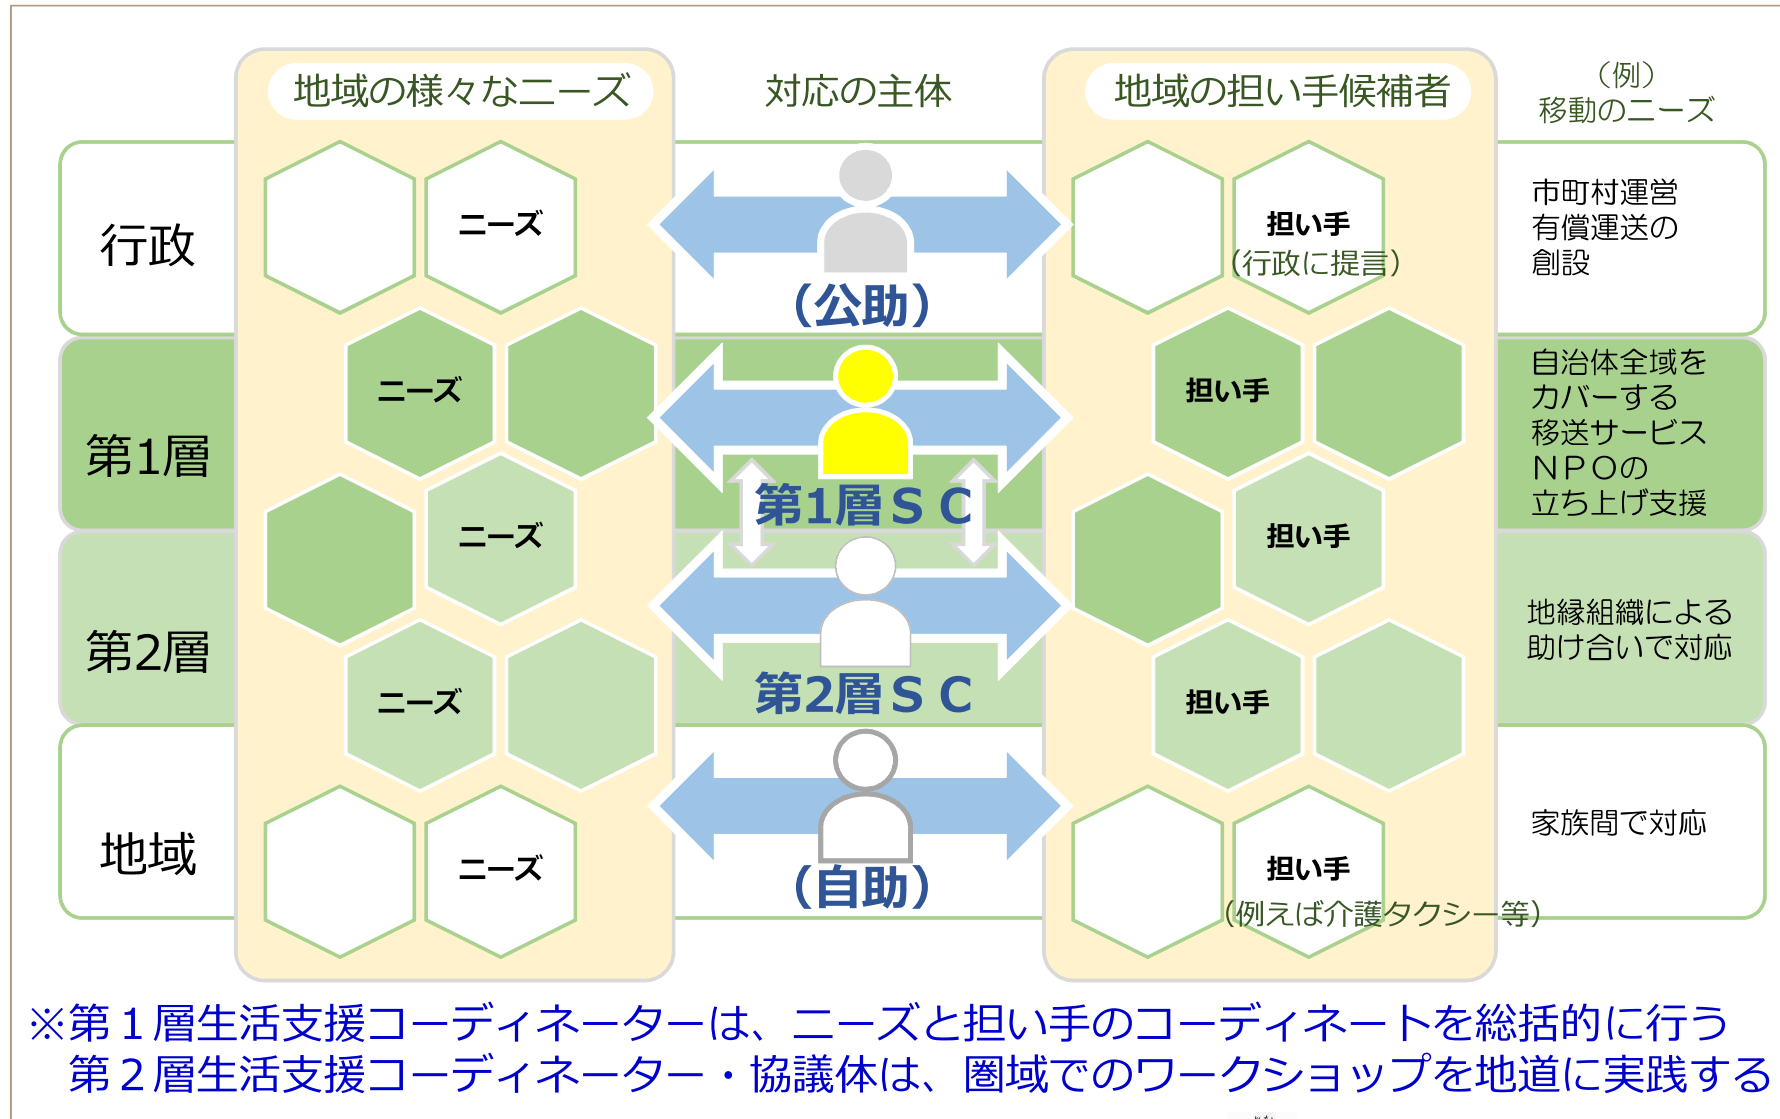 地域の様々なニーズ
対応の主体
地域の担い手候補者
（例）
移動のニーズ
行政
ニーズ
（公助）
担い手
（行政に提言）
市町村運営
有償運送の
創設
第1層
ニーズ
第1層ＳＣ
担い手
自治体全域を
カバーする
移送サービス
ＮＰＯの
立ち上げ支援
ニーズ
担い手
第2層
ニーズ
第2層ＳＣ
担い手
地縁組織による
助け合いで対応
地域
ニーズ
（自助）
担い手
（例えば介護タクシー等）
家族間で対応
※第１層生活支援コーディネーターは、ニーズと担い手のコーディネートを総括的に行う
第２層生活支援コーディネーター・協議体は、圏域でのワークショップを地道に実践する